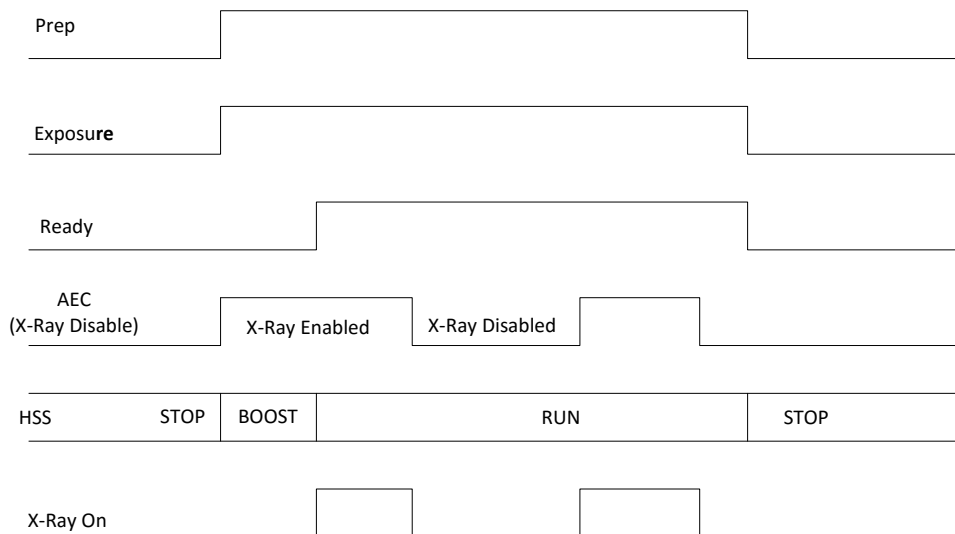 Prep
Exposure
Ready
AEC
(X-Ray Disable)
X-Ray Enabled
X-Ray Disabled
HSS
STOP
BOOST
RUN
STOP
X-Ray On